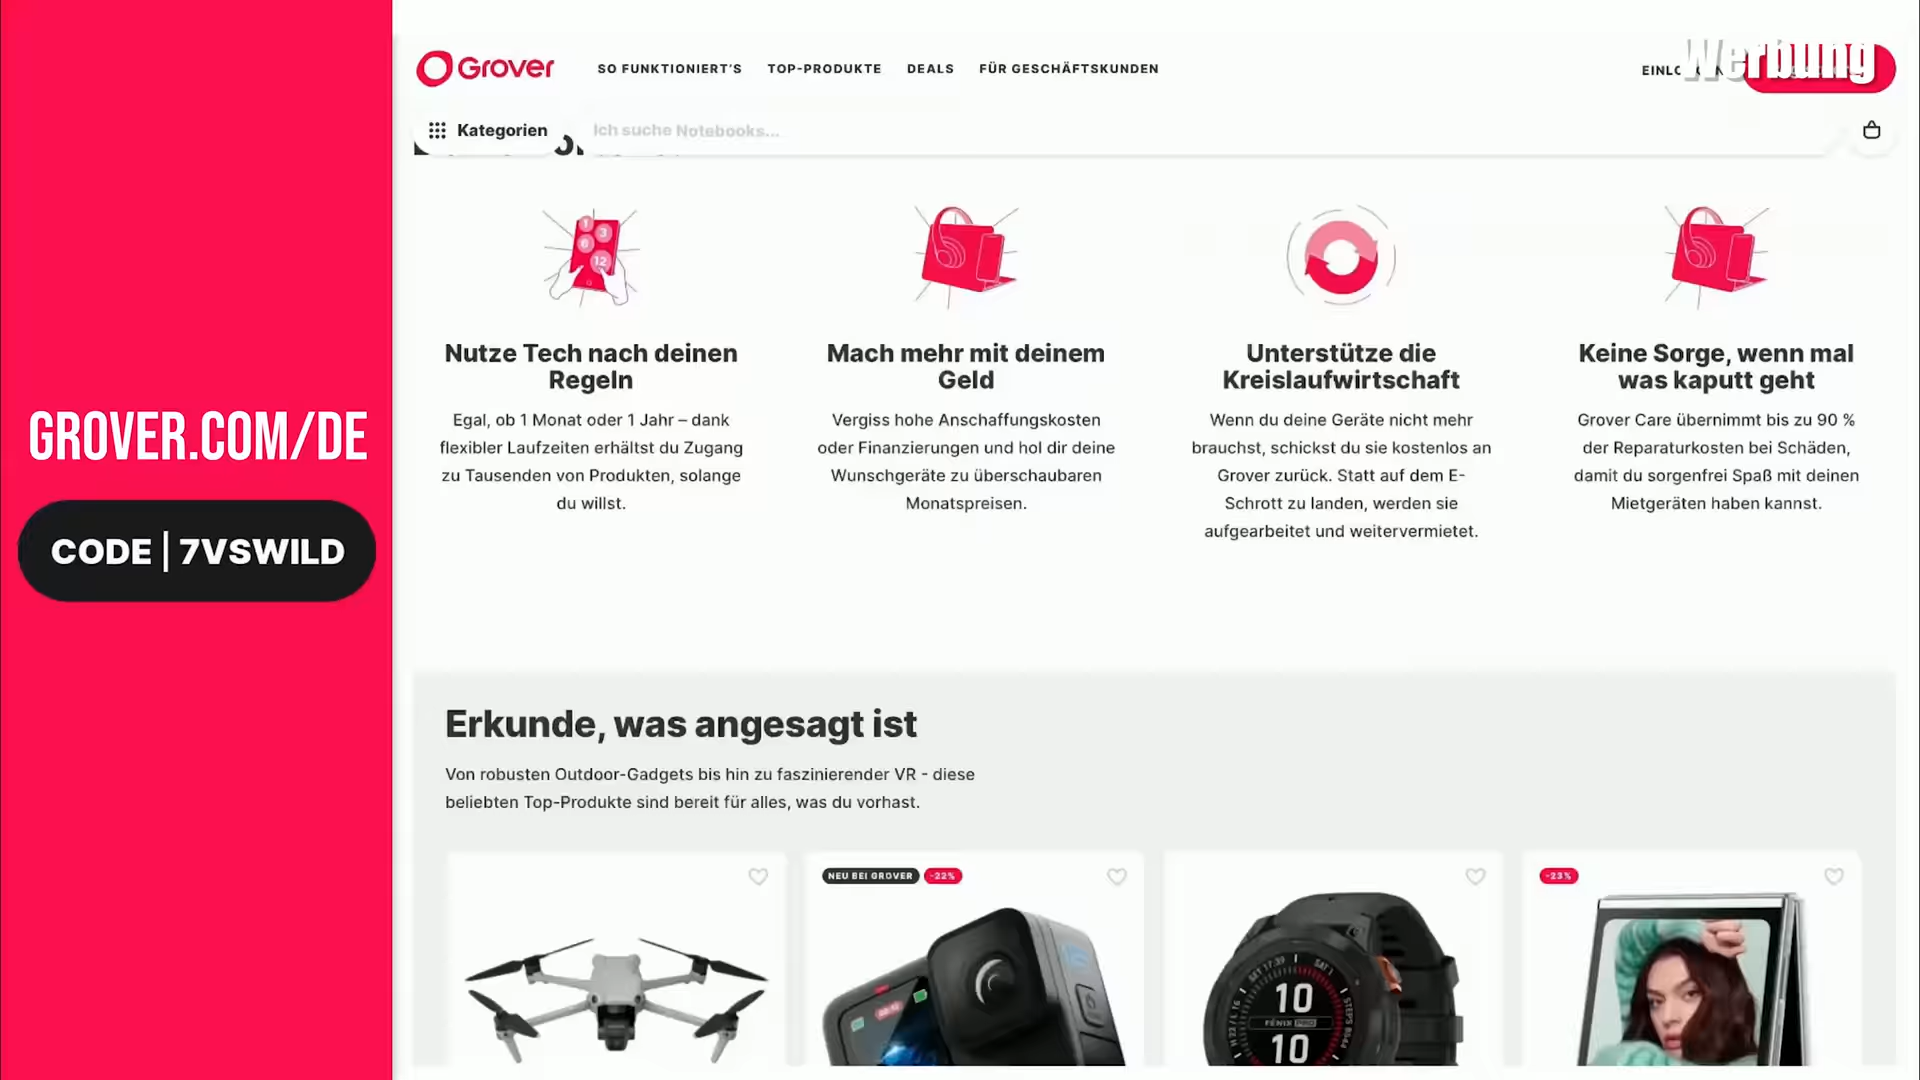 GROVER.COM/DE
CODE | 7VSWILD
Grover
SO FUNKTIONIERT'S
TOP-PRODUKTE
DEALS
FÜR GESCHÄFTSKUNDEN
Werbung
Kategorien
Ich suche Notebooks...
1
3
6
12
Nutze Tech nach deinen
Regeln
Egal, ob 1 Monat oder 1 Jahr – dank
flexibler Laufzeiten erhältst du Zugang
zu Tausenden von Produkten, solange
du willst.
Mach mehr mit deinem
Geld
Vergiss hohe Anschaffungskosten
oder Finanzierungen und hol dir deine
Wunschgeräte zu überschaubaren
Monatspreisen.
Unterstütze die
Kreislaufwirtschaft
Wenn du deine Geräte nicht mehr
brauchst, schickst du sie kostenlos an
Grover zurück. Statt auf dem E-
Schrott zu landen, werden sie
aufgearbeitet und weitervermietet.
Keine Sorge, wenn mal
was kaputt geht
Grover Care übernimmt bis zu 90 %
der Reparaturkosten bei Schäden,
damit du sorgenfrei Spaß mit deinen
Mietgeräten haben kannst.
Erkunde, was angesagt ist
Von robusten Outdoor-Gadgets bis hin zu faszinierender VR - diese
beliebten Top-Produkte sind bereit für alles, was du vorhast.
NEU BEI GROVER
-22%
-23%
10
FĒNIX PRO
10